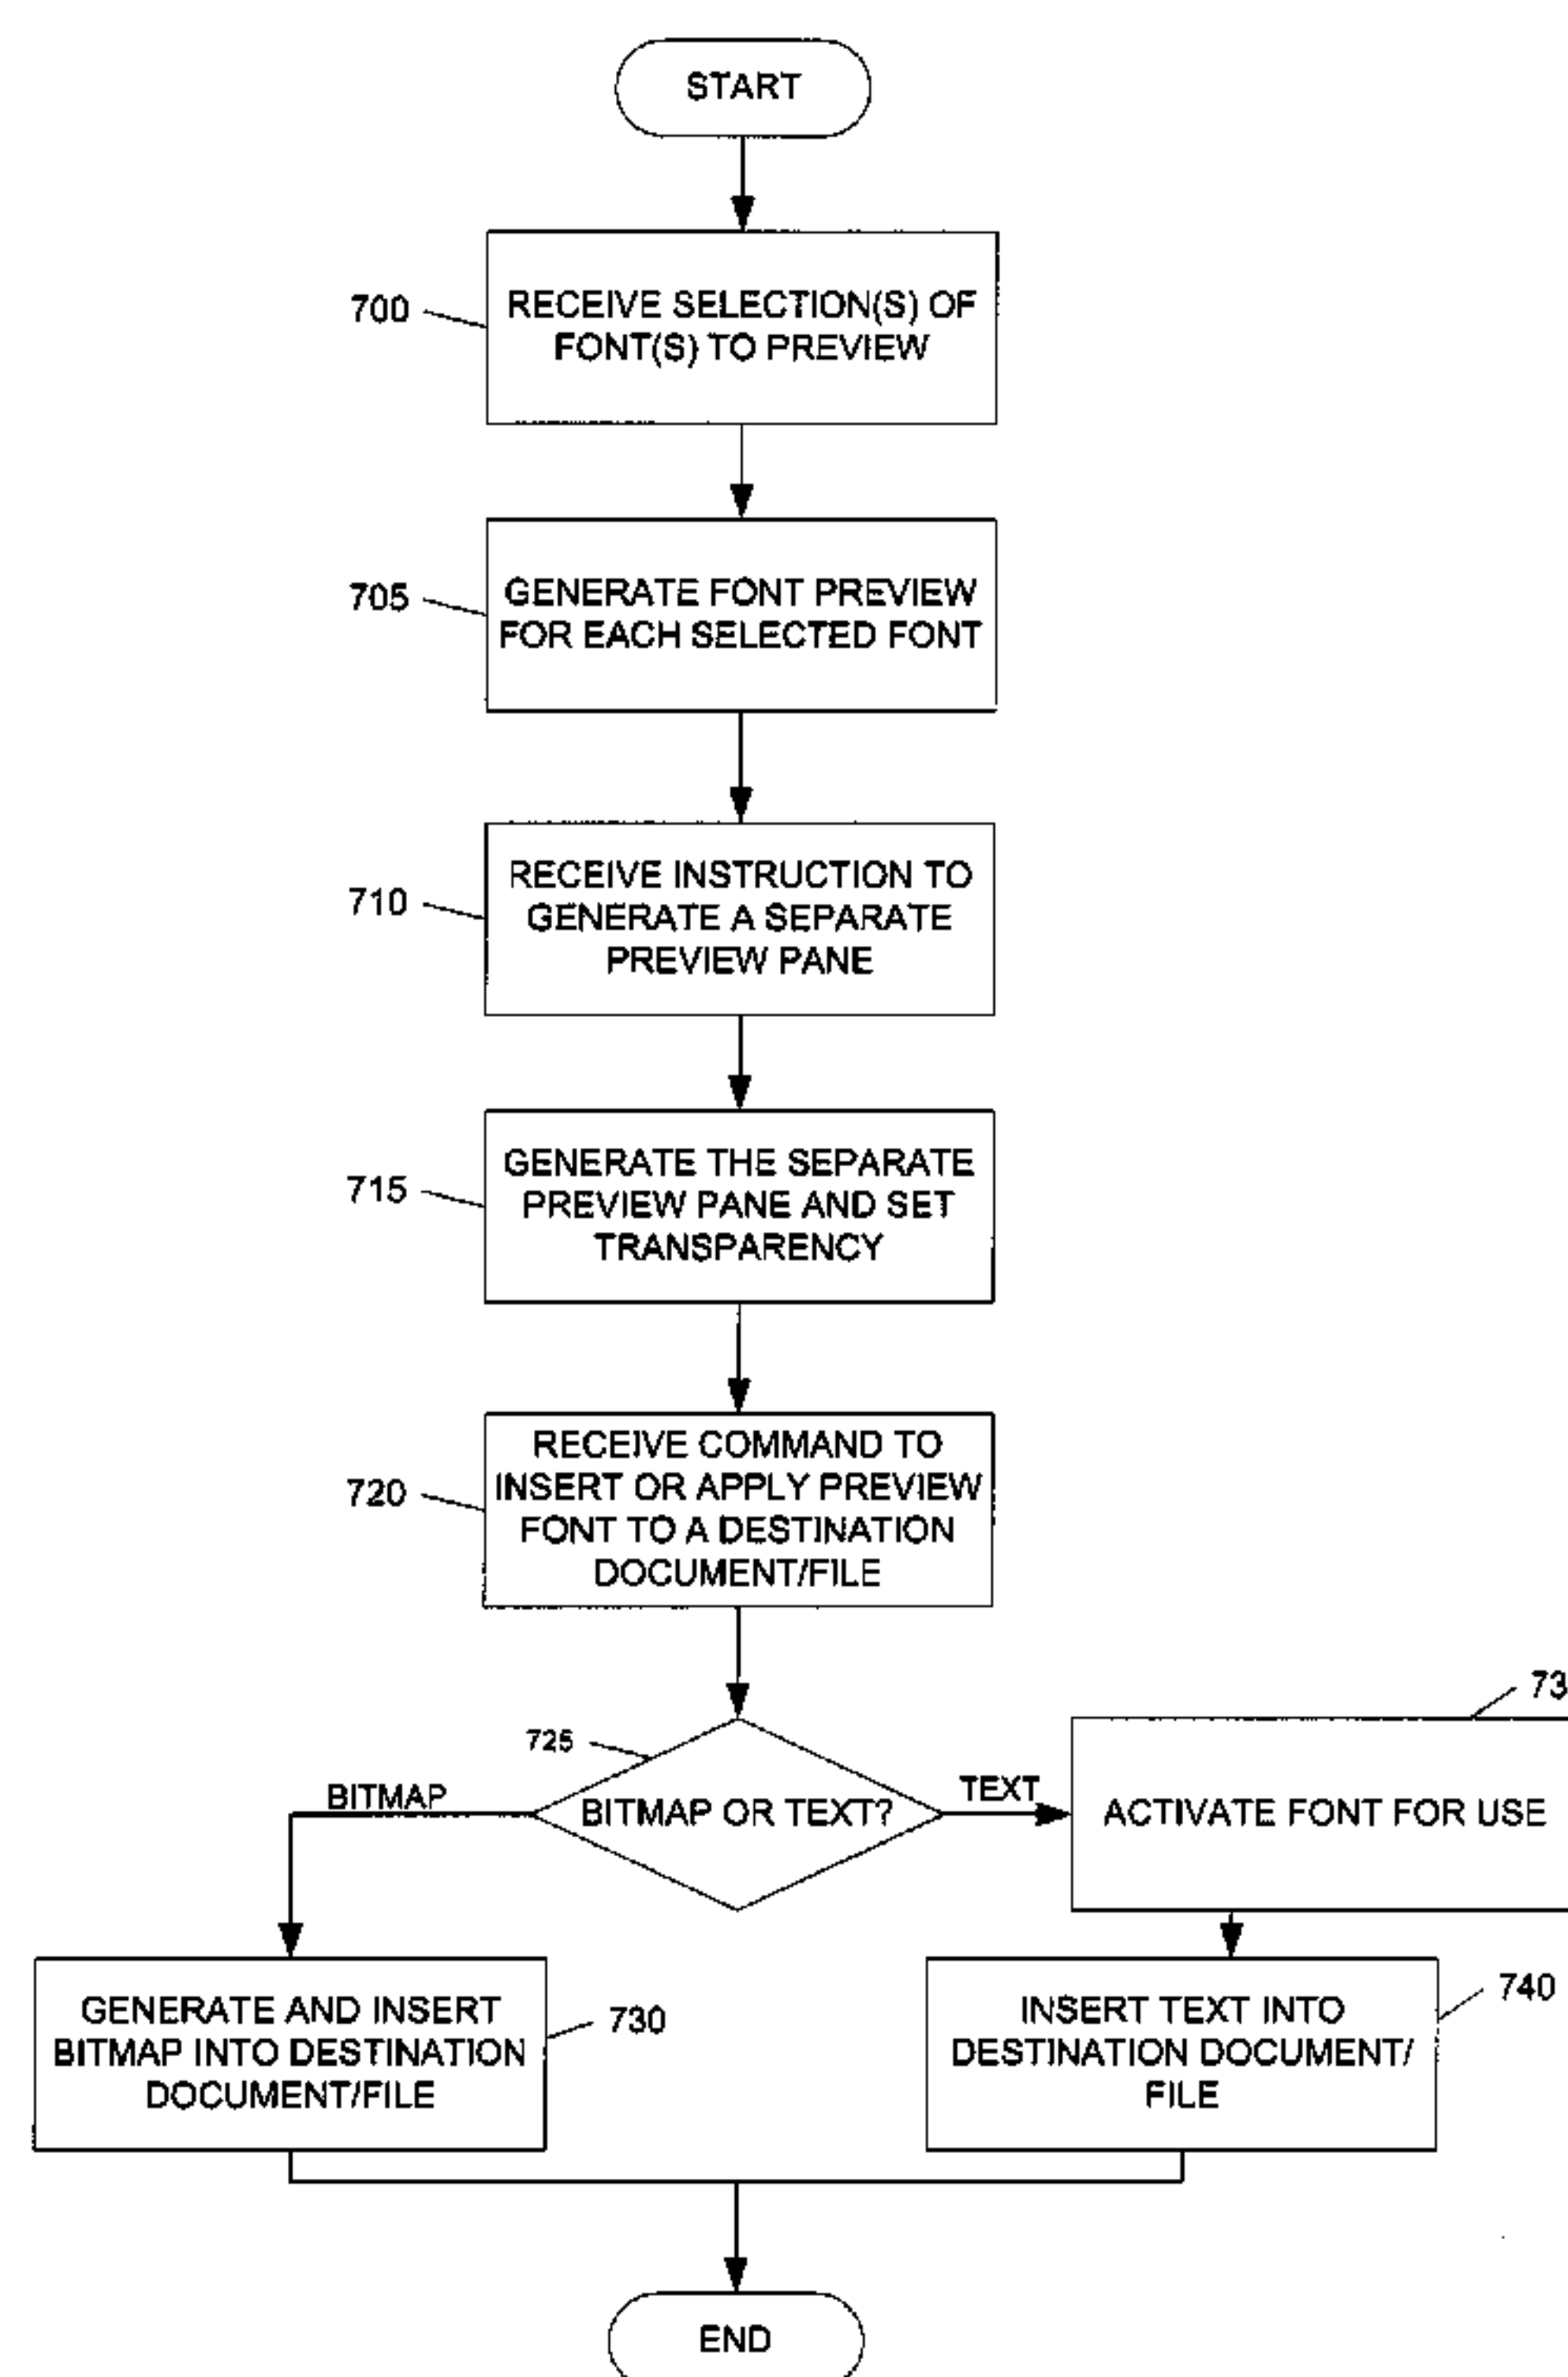 START
700
RECEIVE SELECTION(S) OF
FONT(S) TO PREVIEW
705
GENERATE FONT PREVIEW
FOR EACH SELECTED FONT
710
RECEIVE INSTRUCTION TO
GENERATE A SEPARATE
PREVIEW PANE
715
GENERATE THE SEPARATE
PREVIEW PANE AND SET
TRANSPARENCY
720
RECEIVE COMMAND TO
INSERT OR APPLY PREVIEW
FONT TO A DESTINATION
DOCUMENT/FILE
725
BITMAP OR TEXT?
BITMAP
TEXT
73
ACTIVATE FONT FOR USE
GENERATE AND INSERT
BITMAP INTO DESTINATION
DOCUMENT/FILE
730
INSERT TEXT INTO
DESTINATION DOCUMENT/
FILE
740
END